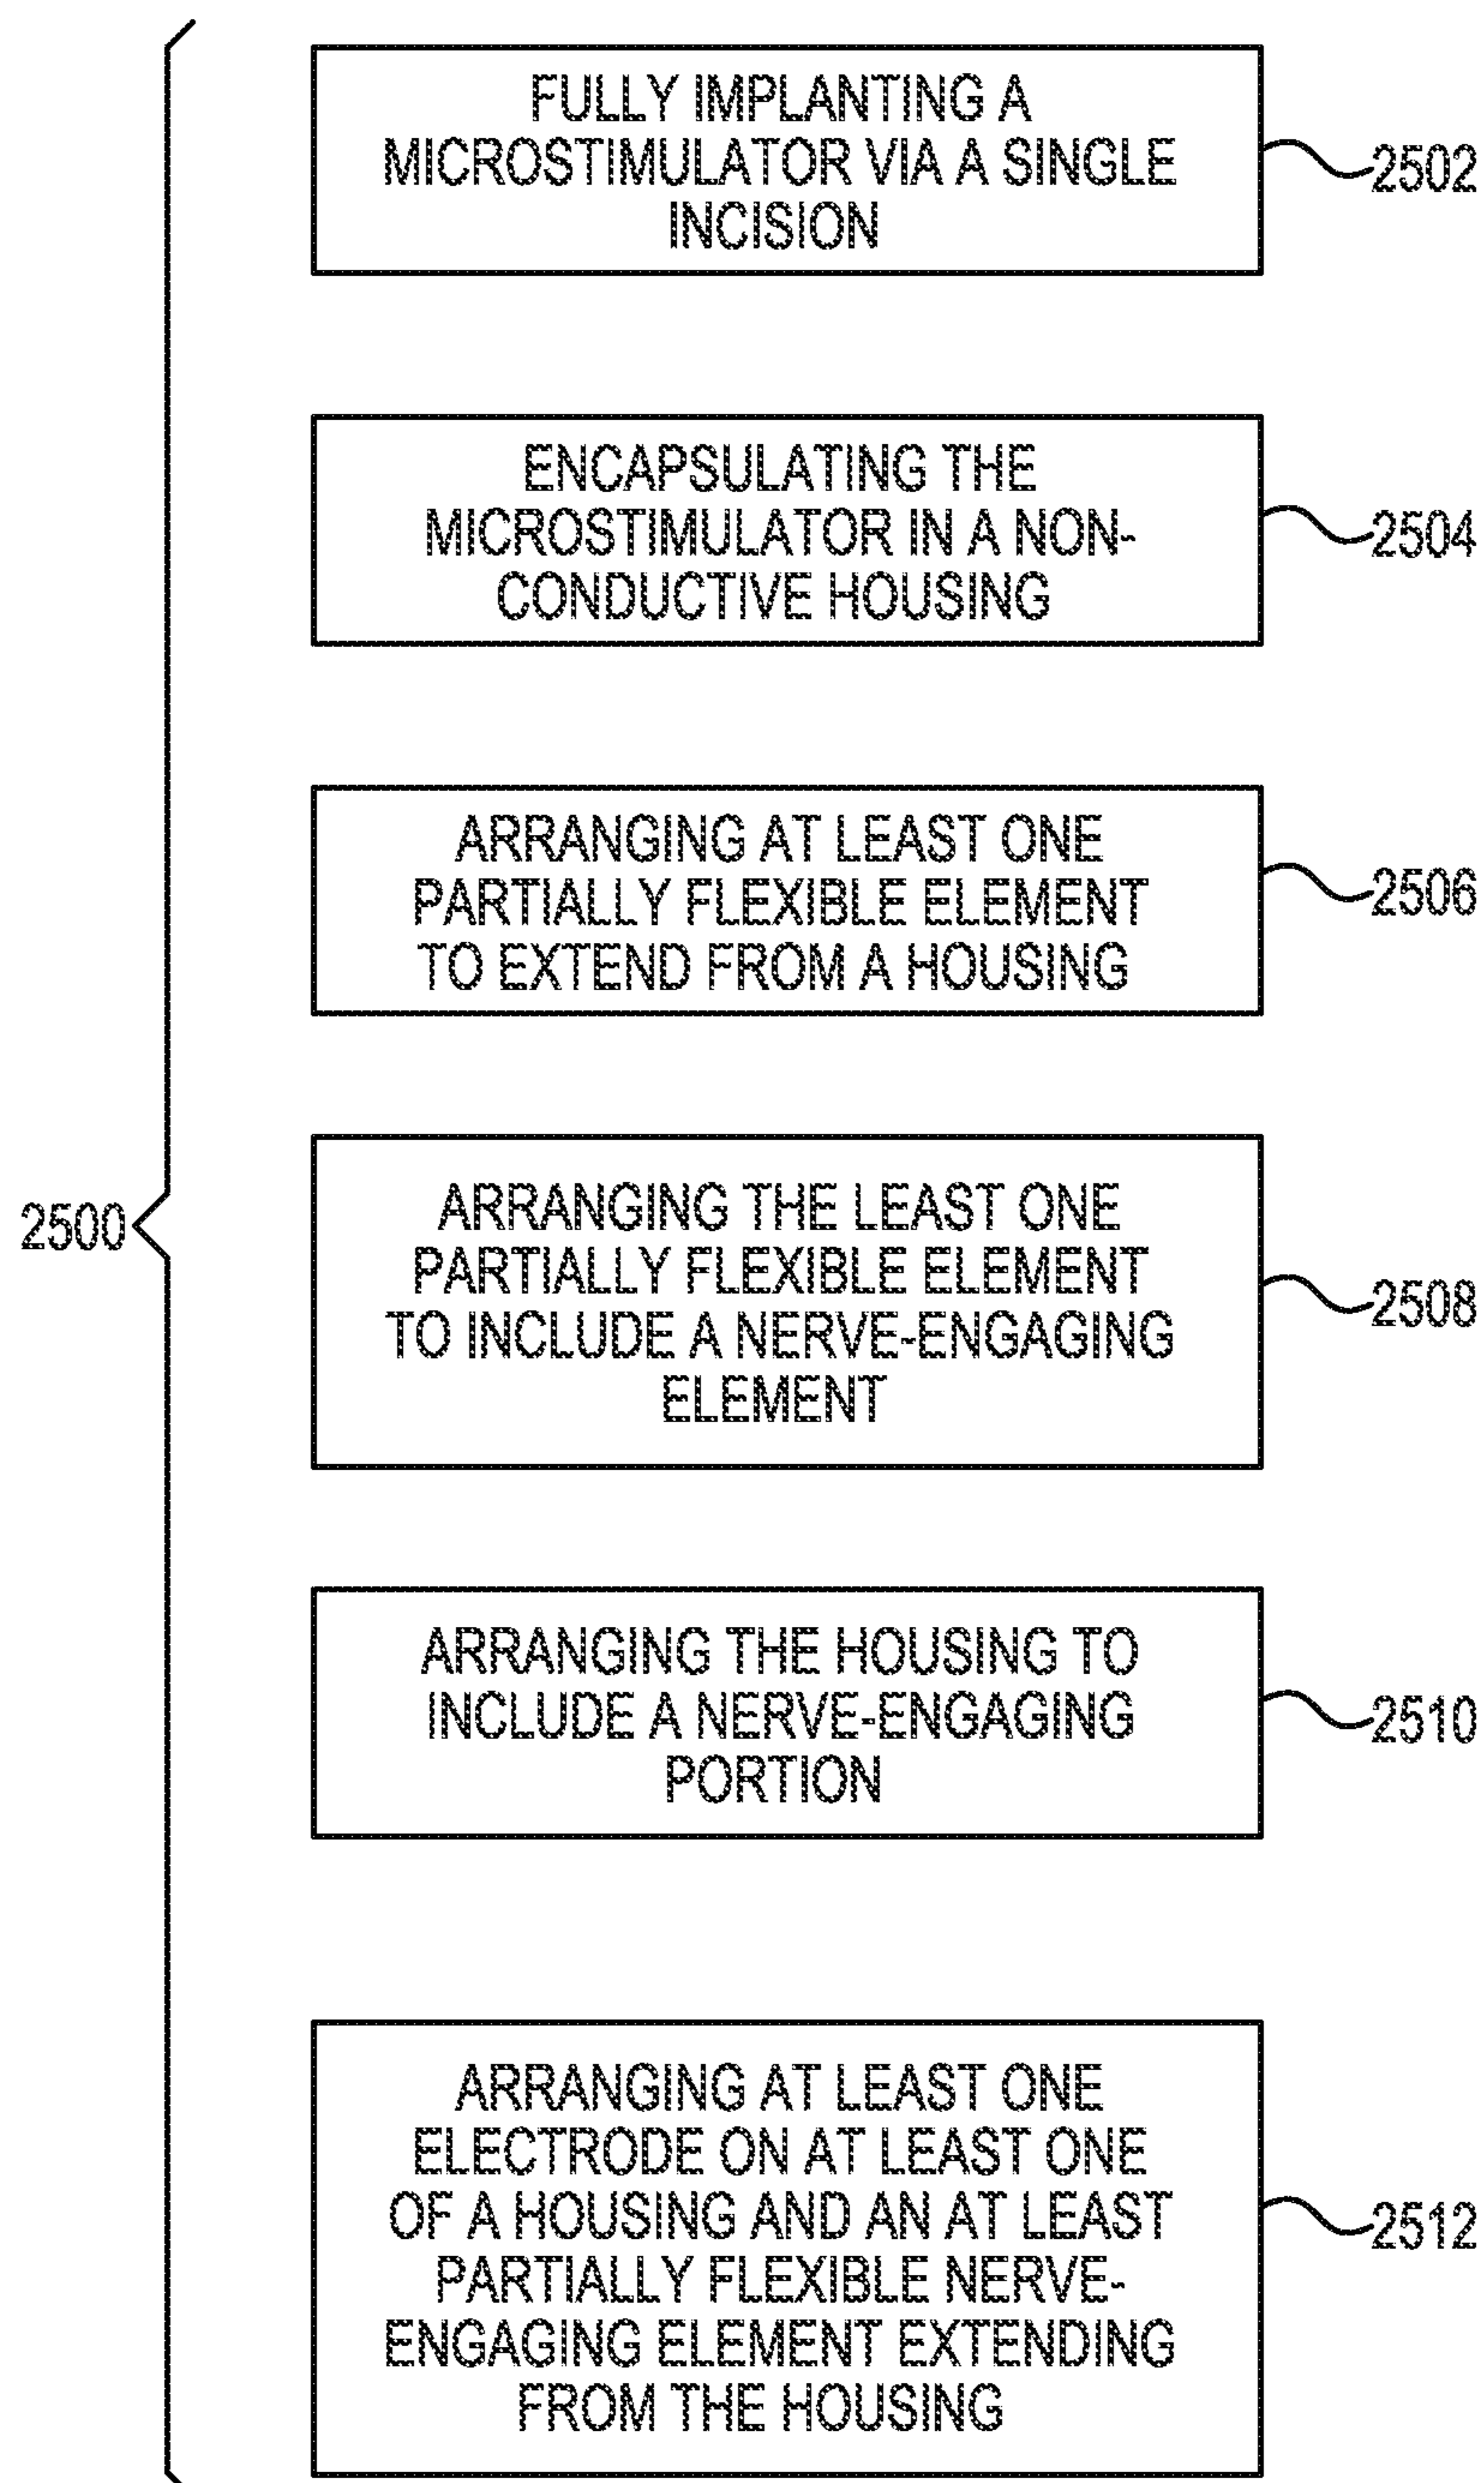 FULLY IMPLANTING A
MICROSTIMULATOR VIA A SINGLE
INCISION
2502
ENCAPSULATING THE
MICROSTIMULATOR IN A NON-
CONDUCTIVE HOUSING
2504
ARRANGING AT LEAST ONE
PARTIALLY FLEXIBLE ELEMENT
TO EXTEND FROM A HOUSING
2506
2500
ARRANGING THE LEAST ONE
PARTIALLY FLEXIBLE ELEMENT
TO INCLUDE A NERVE-ENGAGING
ELEMENT
2508
ARRANGING THE HOUSING TO
INCLUDE A NERVE-ENGAGING
PORTION
2510
ARRANGING AT LEAST ONE
ELECTRODE ON AT LEAST ONE
OF A HOUSING AND AN AT LEAST
PARTIALLY FLEXIBLE NERVE-
ENGAGING ELEMENT EXTENDING
FROM THE HOUSING
2512